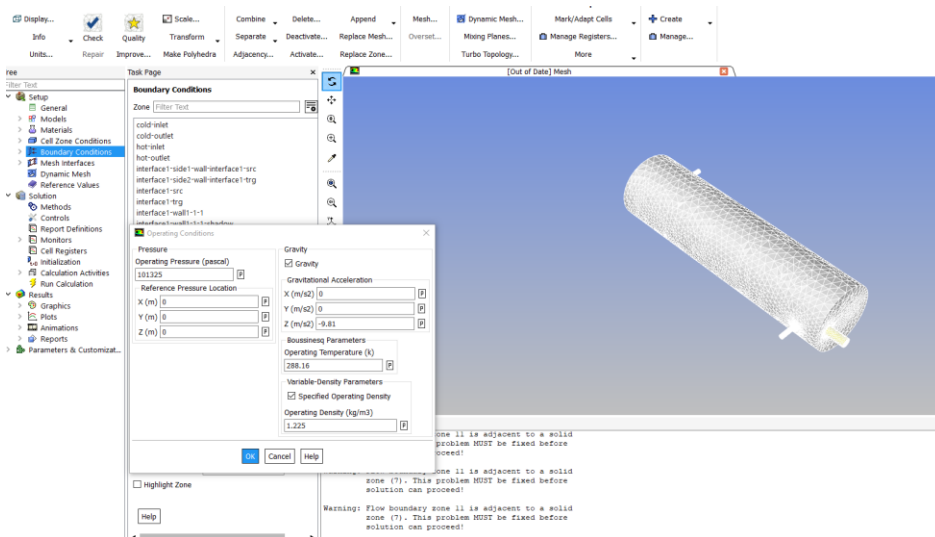 Display...
Info
Units...
Check
Repair
Quality
Improve...
Scale...
Transform
Make Polyhedra
Combine
Separate
Adjacency...
Delete...
Deactivate...
Activate...
Append
Replace Mesh...
Replace Zone...
Mesh...
Overset...
Dynamic Mesh...
Mixing Planes...
Turbo Topology...
Mark/Adapt Cells
Manage Registers...
More
Create
Manage...
ree
Filter Text
Setup
General
Models
Materials
Cell Zone Conditions
Boundary Conditions
Mesh Interfaces
Dynamic Mesh
Reference Values
Solution
Methods
Controls
Report Definitions
Monitors
Cell Registers
Initialization
Calculation Activities
Run Calculation
Results
Graphics
Plots
Animations
Reports
Parameters & Customizat...
Task Page
Boundary Conditions
Zone Filter Text
cold-inlet
cold-outlet
hot-inlet
hot-outlet
interface1-side1-wall-interface1-src
interface1-side2-wall-interface1-trg
interface1-src
interface1-trg
interface1-wall1-1-1
interface1-wall1-1-1-shadow
[Out of Date] Mesh
Operating Conditions
Pressure
Operating Pressure (pascal)
101325 P
Reference Pressure Location
X (m) 0 P
Y (m) 0 P
Z (m) 0 P
Gravity
Gravity
Gravitational Acceleration
X (m/s2) 0 P
Y (m/s2) 0 P
Z (m/s2) -9.81 P
Boussinesq Parameters
Operating Temperature (k)
288.16 P
Variable-Density Parameters
Specified Operating Density
Operating Density (kg/m3)
1.225 P
OK Cancel Help
Highlight Zone
Help
one 11 is adjacent to a solid
problem MUST be fixed before
oceed!
zone 11 is adjacent to a solid
zone (7). This problem MUST be fixed before
solution can proceed!
Warning: Flow boundary zone 11 is adjacent to a solid
zone (7). This problem MUST be fixed before
solution can proceed!